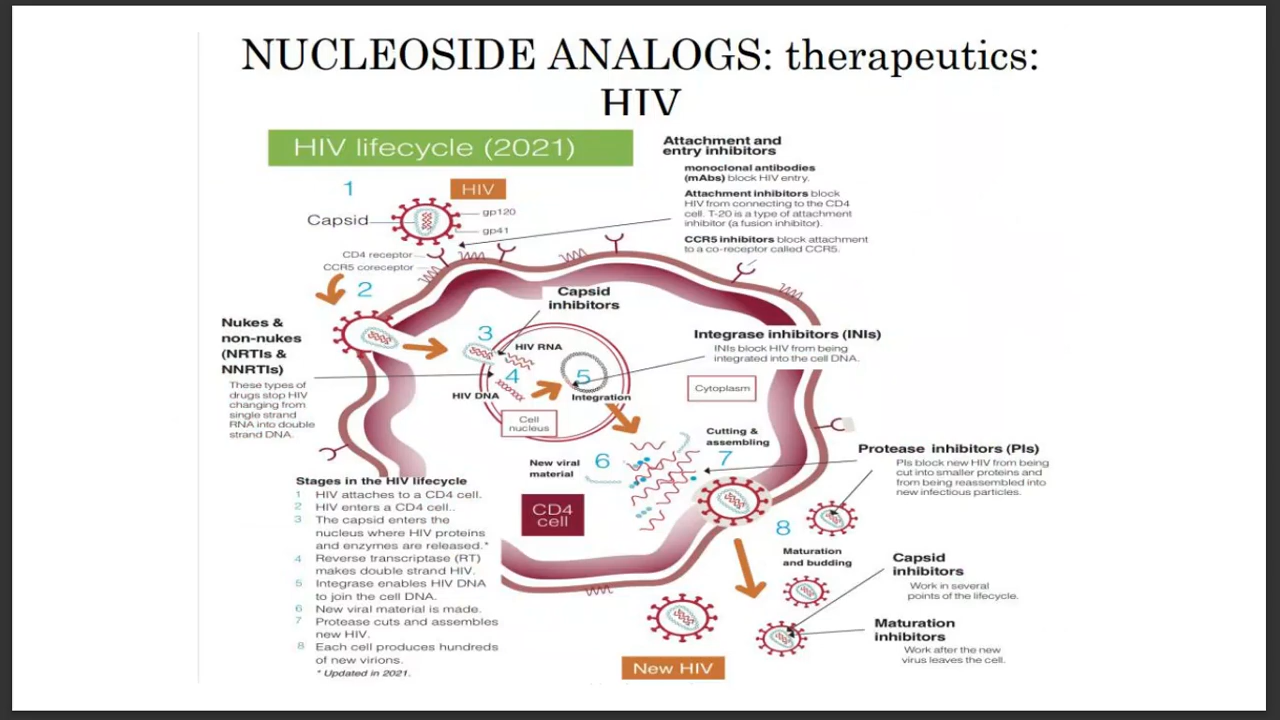 NUCLEOSIDE ANALOGS: therapeutics:
HIV
HIV lifecycle (2021)
Attachment and
entry inhibitors
monoclonal antibodies
(mAbs) block HIV entry.
Attachment inhibitors block
HIV from connecting to the CD4
cell. T-20 is a type of attachment
inhibitor (a fusion inhibitor).
CCR5 inhibitors block attachment
to a co-receptor called CCR5.
1
HIV
Capsid
gp120
gp41
CD4 receptor
CCR5 coreceptor
2
Capsid
inhibitors
Nukes &
non-nukes
(NRTIs &
NNRTIs)
These types of
drugs stop HIV
changing from
single strand
RNA into double
strand DNA.
3
HIV RNA
4
5
HIV DNA
Integration
Cell
nucleus
Integrase inhibitors (INIs)
INIs block HIV from being
integrated into the cell DNA.
Cytoplasm
Cutting &
assembling
7
New viral
material
6
Protease inhibitors (PIs)
PIs block new HIV from being
cut into smaller proteins and
from being reassembled into
new infectious particles.
CD4
cell
8
Maturation
and budding
Capsid
inhibitors
Work in several
points of the lifecycle.
Maturation
inhibitors
Work after the new
virus leaves the cell.
New HIV
Stages in the HIV lifecycle
1 HIV attaches to a CD4 cell.
2 HIV enters a CD4 cell..
3 The capsid enters the
nucleus where HIV proteins
and enzymes are released.*
4 Reverse transcriptase (RT)
makes double strand HIV.
5 Integrase enables HIV DNA
to join the cell DNA.
6 New viral material is made.
7 Protease cuts and assembles
new HIV.
8 Each cell produces hundreds
of new virions.
* Updated in 2021.